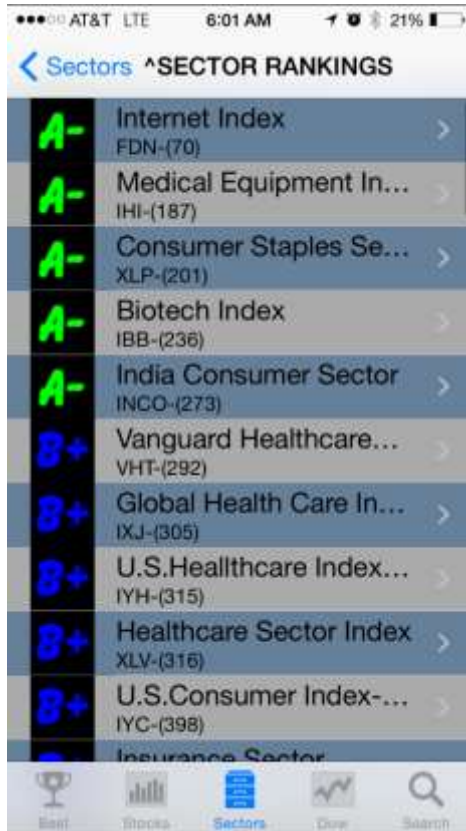 AT&T LTE 6:01 AM 21%
Sectors ^SECTOR RANKINGS
A-
Internet Index
FDN-(70)
A-
Medical Equipment In...
IHI-(187)
A-
Consumer Staples Se...
XLP-(201)
A-
Biotech Index
IBB-(236)
A-
India Consumer Sector
INCO-(273)
B+
Vanguard Healthcare...
VHT-(292)
B+
Global Health Care In...
IXJ-(305)
B+
U.S.Heallthcare Index...
IYH-(315)
B+
Healthcare Sector Index
XLV-(316)
B+
U.S.Consumer Index-...
IYC-(398)
B+
Insurance Sector
Best Stocks Sectors Dow Search